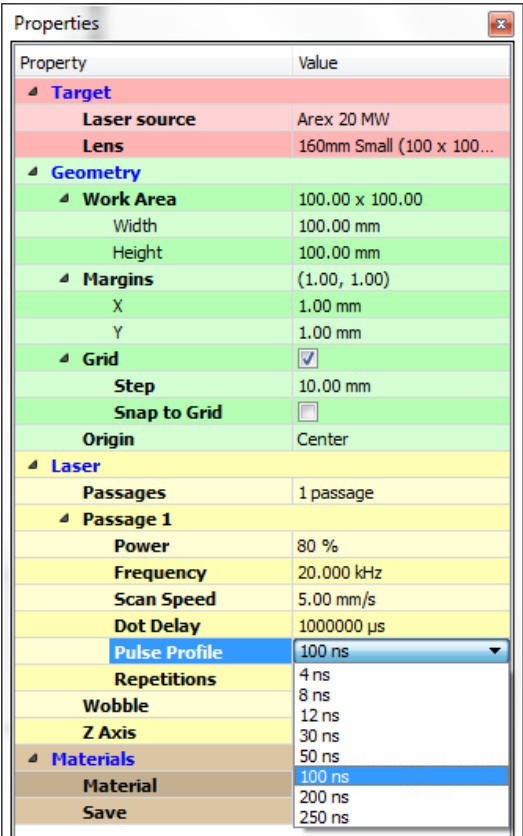 Properties
Property Value
Target
Laser source Arex 20 MW
Lens 160mm Small (100 x 100...
Geometry
Work Area 100.00 x 100.00
Width 100.00 mm
Height 100.00 mm
Margins (1.00, 1.00)
X 1.00 mm
Y 1.00 mm
Grid
Step 10.00 mm
Snap to Grid
Origin Center
Laser
Passages 1 passage
Passage 1
Power 80 %
Frequency 20.000 kHz
Scan Speed 5.00 mm/s
Dot Delay 1000000 µs
Pulse Profile 100 ns
Repetitions 4 ns
8 ns
Wobble 12 ns
Z Axis 30 ns
50 ns
Materials
Material 100 ns
200 ns
Save 250 ns